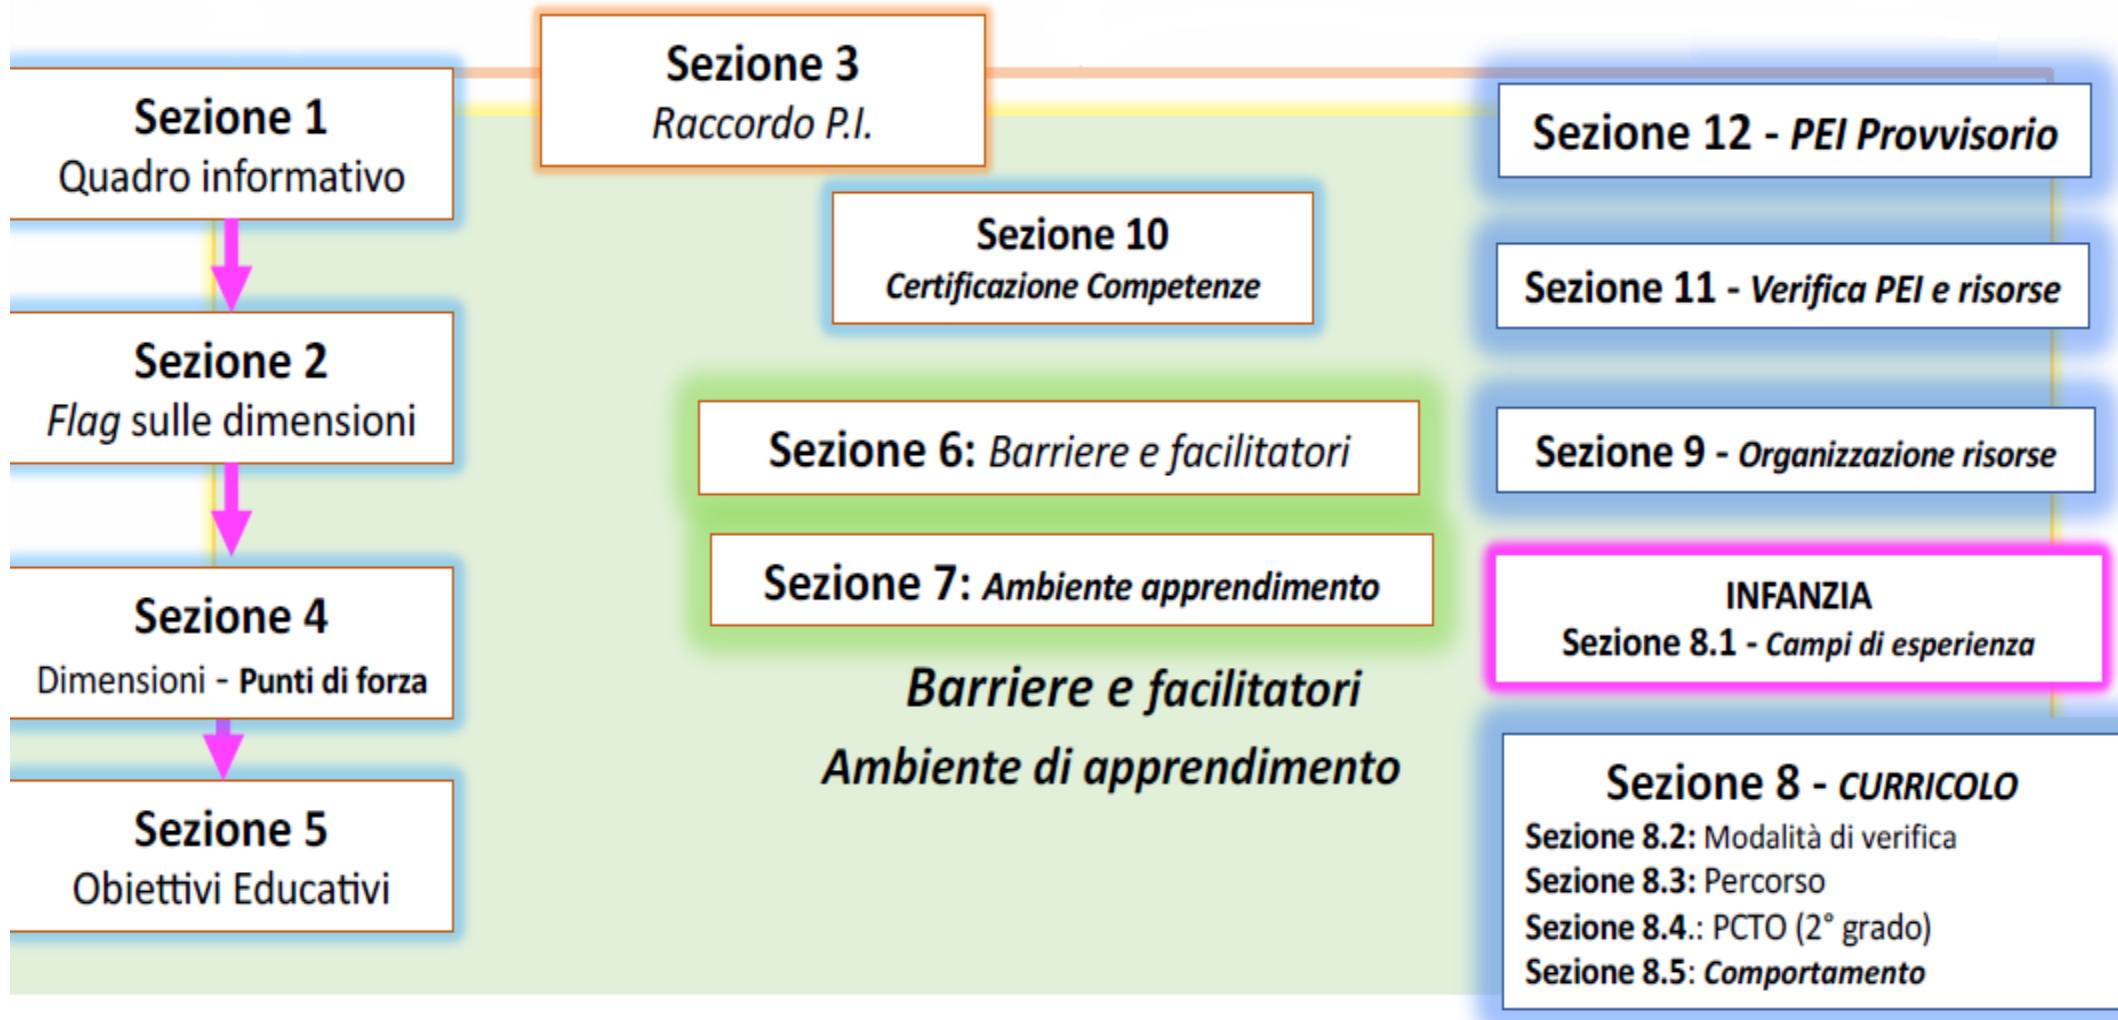 Sezione 1
Quadro informativo
Sezione 2
Flag sulle dimensioni
Sezione 4
Dimensioni - Punti di forza
Sezione 5
Obiettivi Educativi
Sezione 3
Raccordo P.I.
Sezione 10
Certificazione Competenze
Sezione 6: Barriere e facilitatori
Sezione 7: Ambiente apprendimento
Barriere e facilitatori
Ambiente di apprendimento
Sezione 12 - PEI Provvisorio
Sezione 11 - Verifica PEI e risorse
Sezione 9 - Organizzazione risorse
INFANZIA
Sezione 8.1 - Campi di esperienza
Sezione 8 - CURRICOLO
Sezione 8.2: Modalità di verifica
Sezione 8.3: Percorso
Sezione 8.4.: PCTO (2° grado)
Sezione 8.5: Comportamento